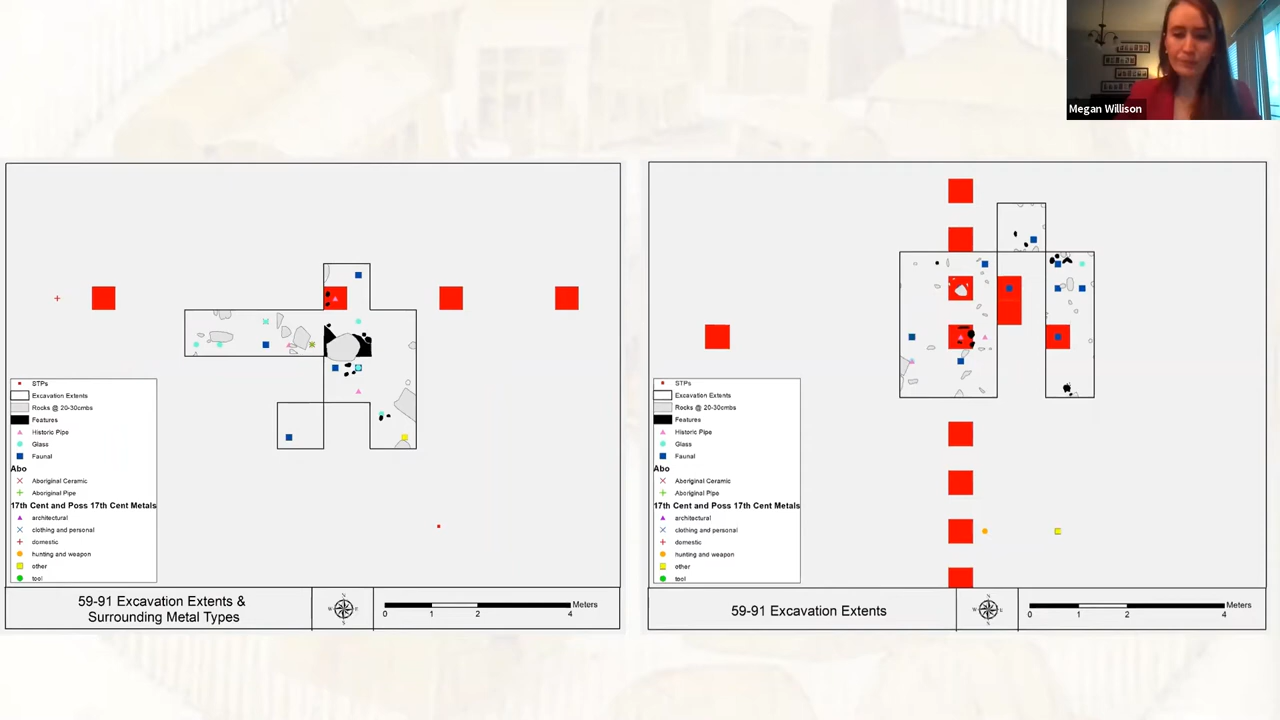 Megan Willison
STPs
Excavation Extents
Rocks @ 20-30cmbs
Features
Historic Pipe
Glass
Faunal
Abo
Aboriginal Ceramic
Aboriginal Pipe
17th Cent and Poss 17th Cent Metals
architectural
clothing and personal
domestic
hunting and weapon
other
tool
59-91 Excavation Extents &
Surrounding Metal Types
N
W
E
S
Meters
0
1
2
4
STPs
Excavation Extents
Rocks @ 20-30cmbs
Features
Historic Pipe
Glass
Faunal
Abo
Aboriginal Ceramic
Aboriginal Pipe
17th Cent and Poss 17th Cent Metals
architectural
clothing and personal
domestic
hunting and weapon
other
tool
59-91 Excavation Extents
N
W
E
S
Meters
0
1
2
4